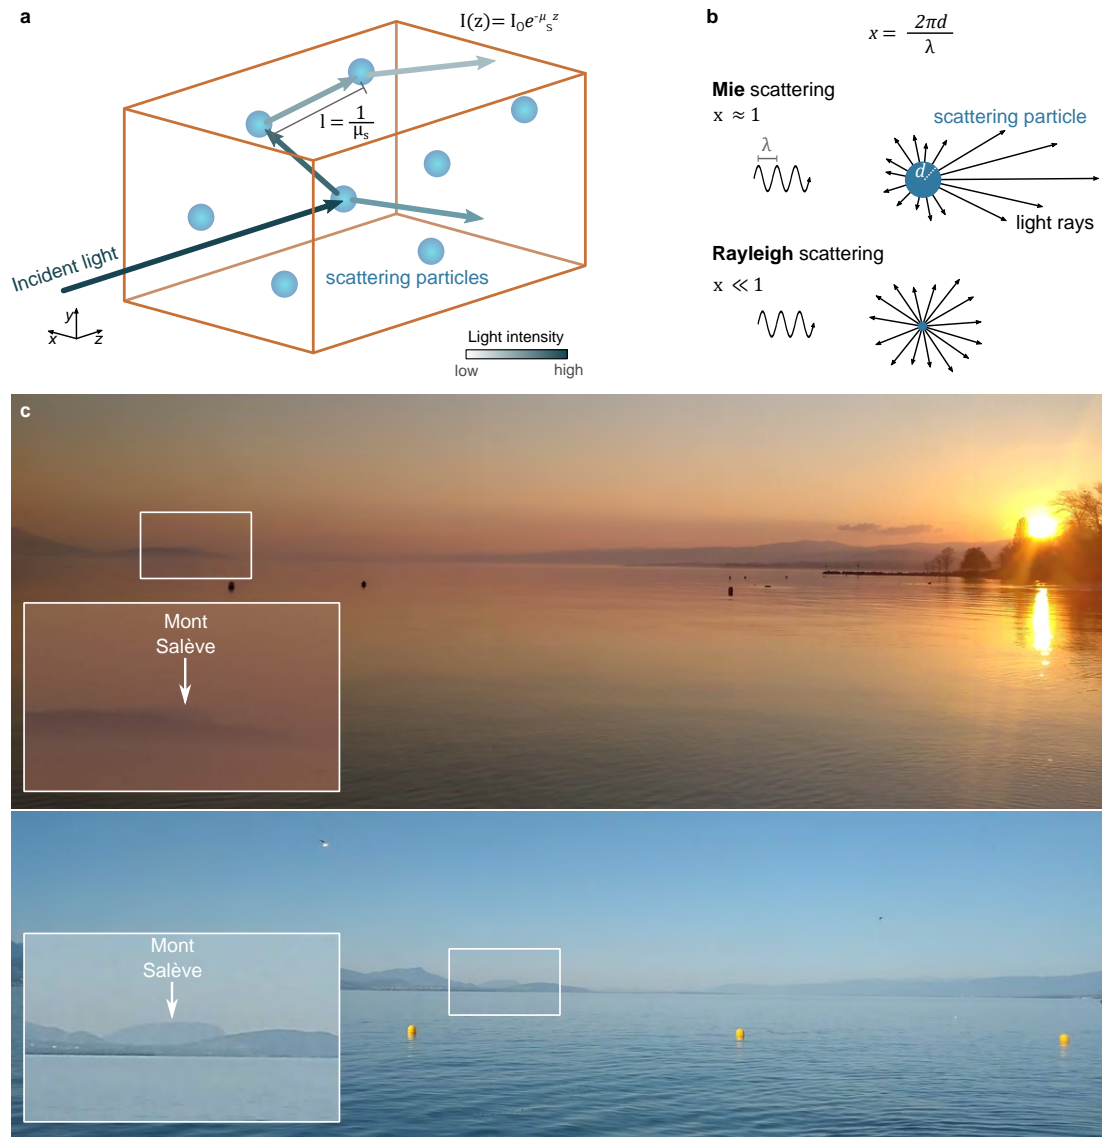 a
I(z)= I₀e^-μₛz
l = 1/μₛ
Incident light
scattering particles
y
x
z
Light intensity
low
high
b
x = 2πd/λ
Mie scattering
x ≈ 1
λ
scattering particle
d
light rays
Rayleigh scattering
x ≪ 1
c
Mont
Salève
Mont
Salève